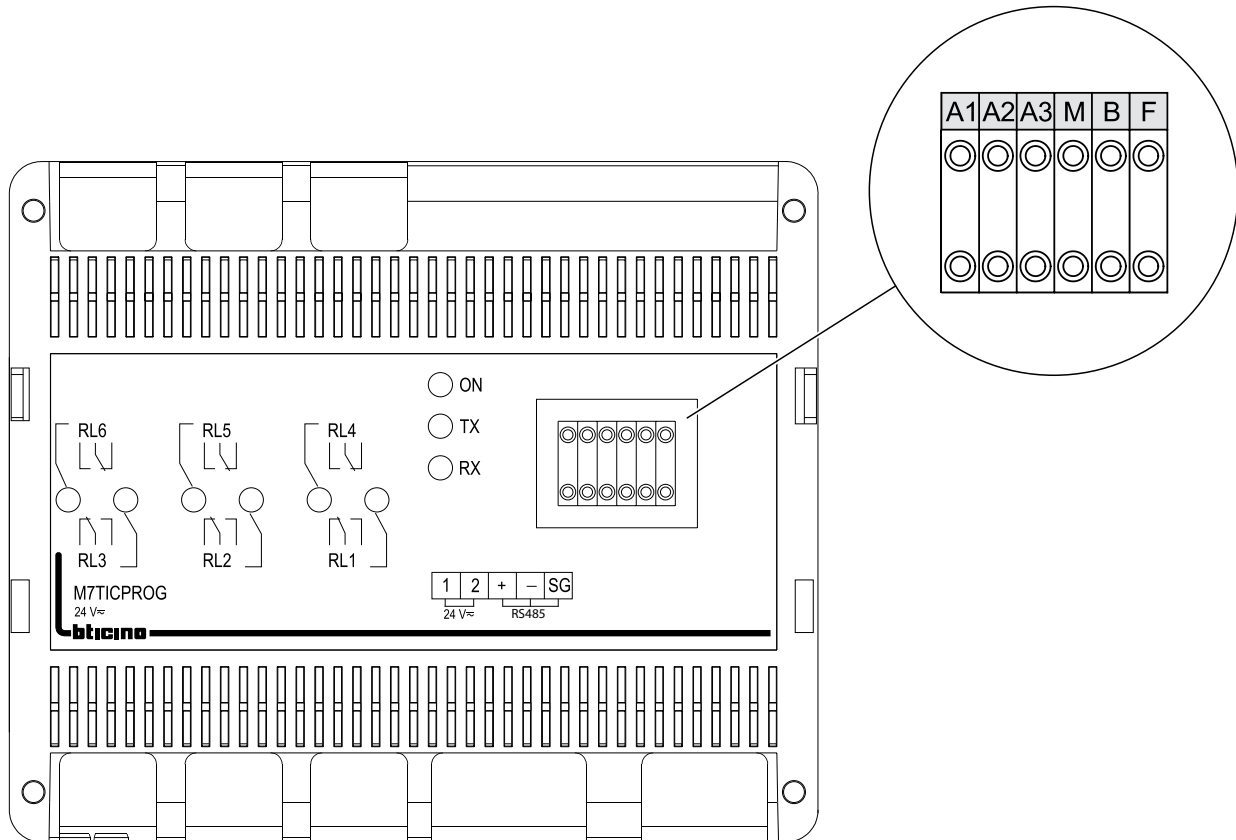 A1 A2 A3 M B F
ON
TX
RX
RL6 RL5 RL4
RL3 RL2 RL1
M7TICPROG
24 V≂
bticino
1 2 + – SG
24 V≂ RS485